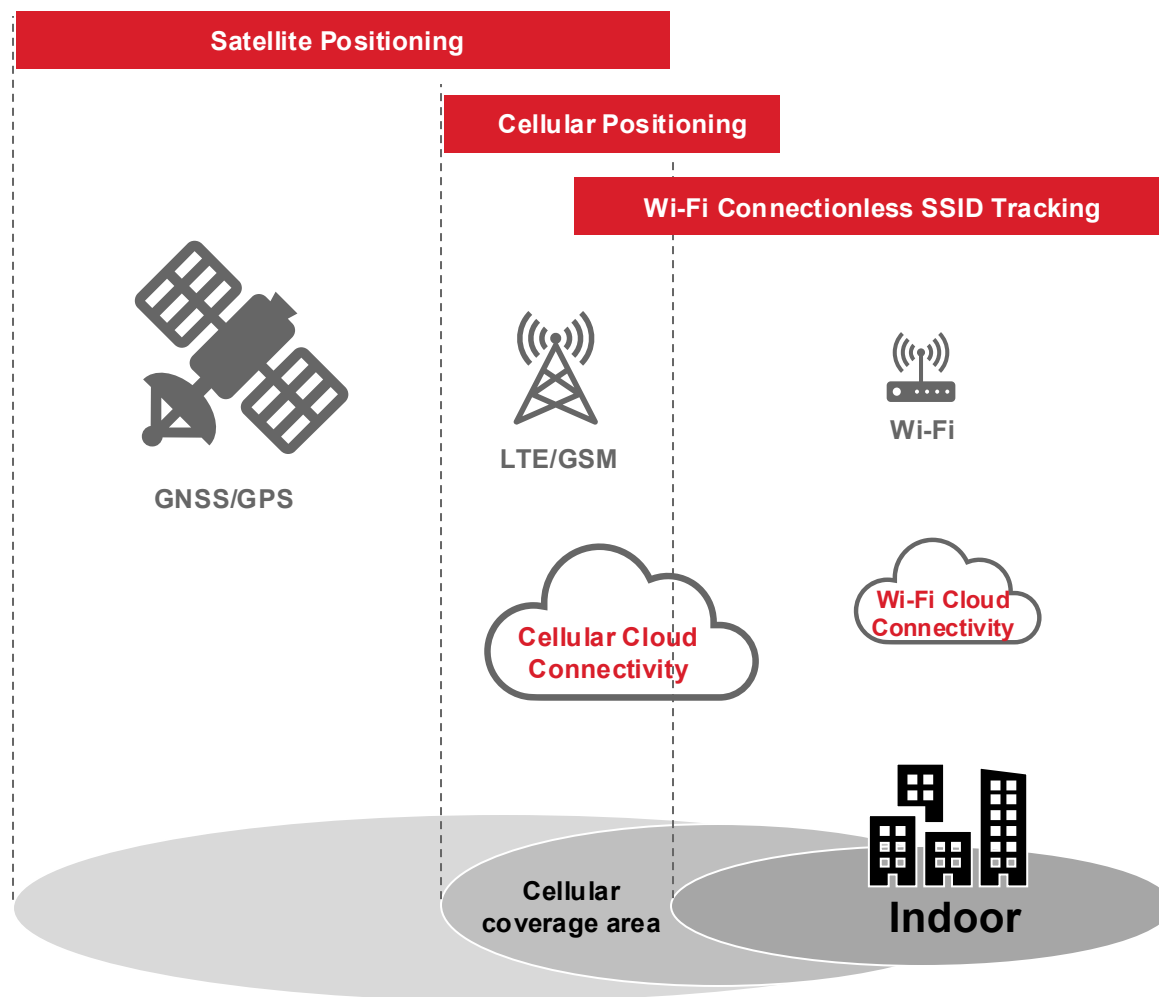 Satellite Positioning
Cellular Positioning
Wi-Fi Connectionless SSID Tracking
GNSS/GPS
LTE/GSM
Wi-Fi
Cellular Cloud
Connectivity
Wi-Fi Cloud
Connectivity
Cellular
coverage area
Indoor